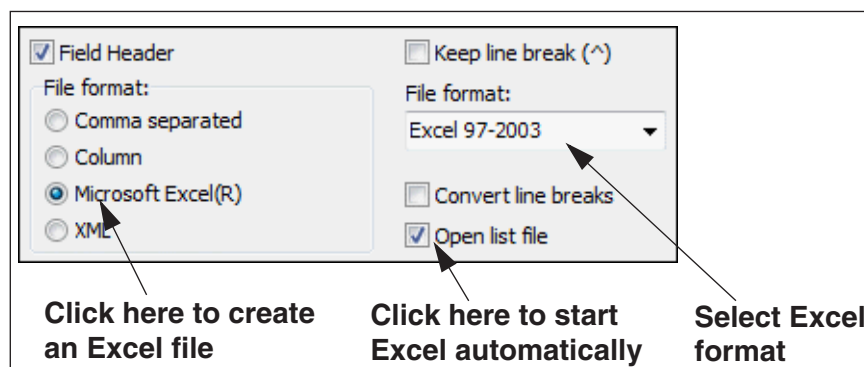 Field Header
File format:
Comma separated
Column
Microsoft Excel(R)
XML
Keep line break (^)
File format:
Excel 97-2003
Convert line breaks
Open list file
Click here to create
an Excel file
Click here to start
Excel automatically
Select Excel
format